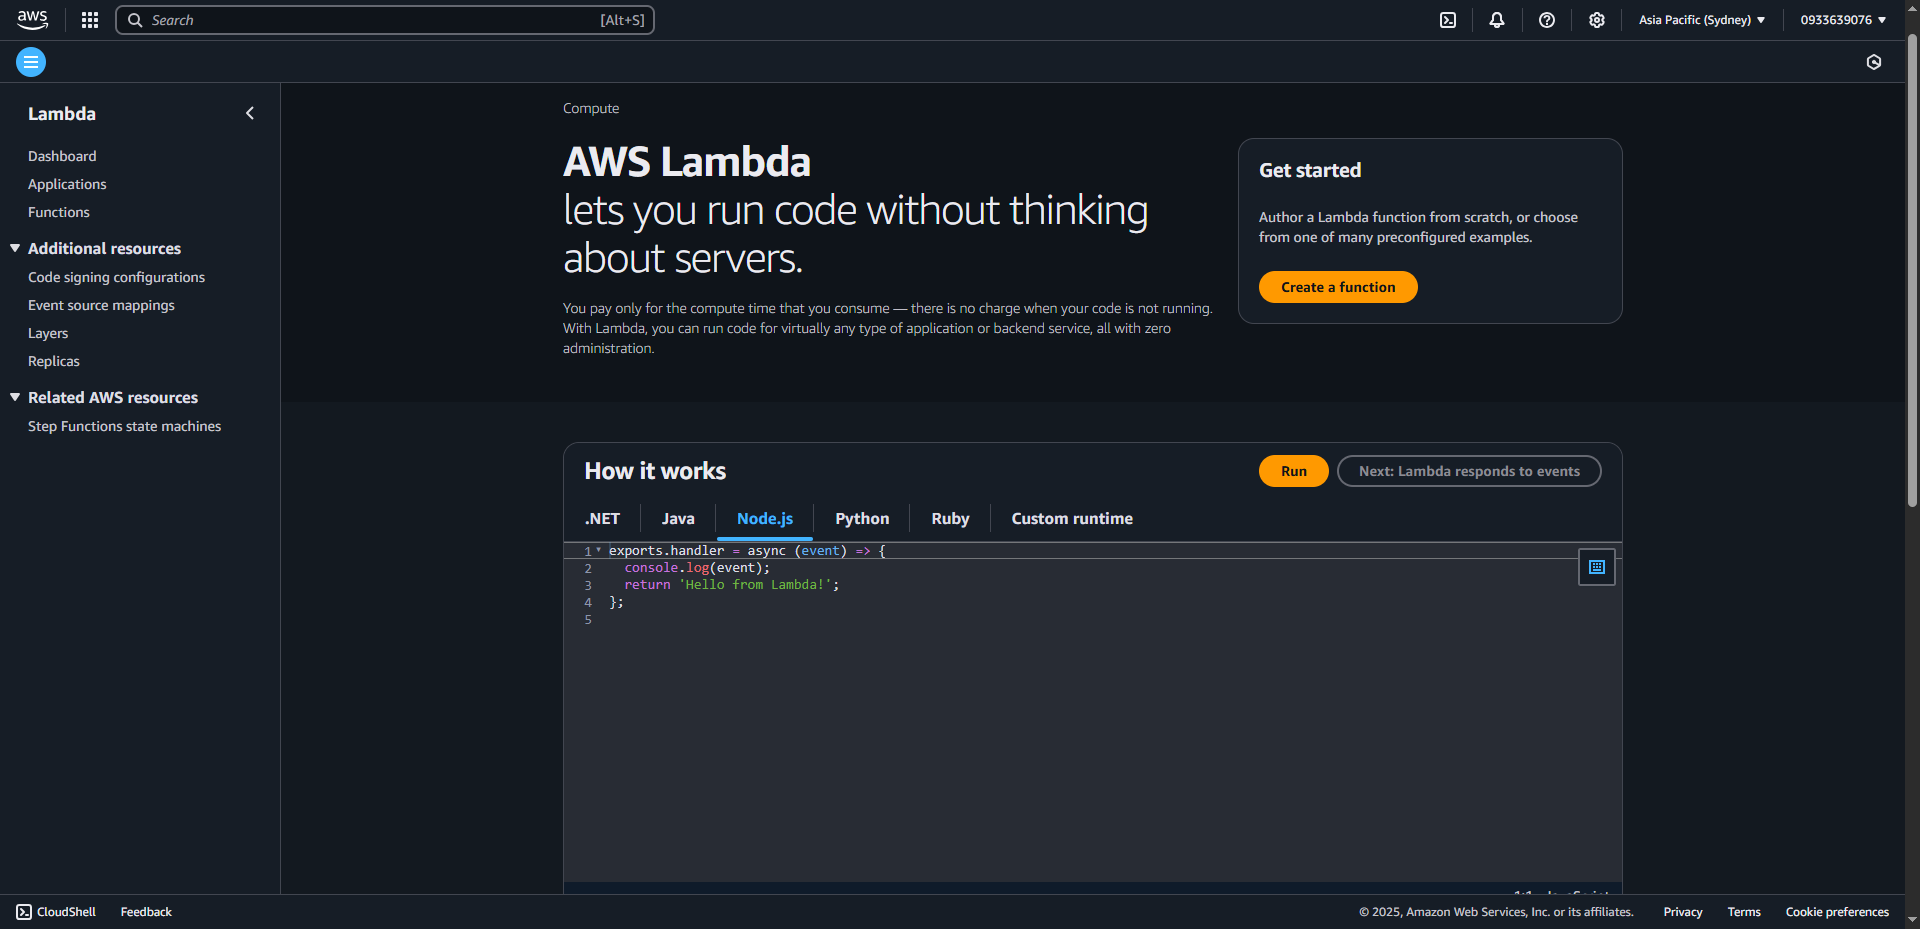 aws
Search
[Alt+S]
Asia Pacific (Sydney)
0933639076
Lambda
Dashboard
Applications
Functions
Additional resources
Code signing configurations
Event source mappings
Layers
Replicas
Related AWS resources
Step Functions state machines
Compute
AWS Lambda
lets you run code without thinking
about servers.
You pay only for the compute time that you consume — there is no charge when your code is not running.
With Lambda, you can run code for virtually any type of application or backend service, all with zero
administration.
Get started
Author a Lambda function from scratch, or choose
from one of many preconfigured examples.
Create a function
How it works
Run
Next: Lambda responds to events
.NET
Java
Node.js
Python
Ruby
Custom runtime
1 exports.handler = async (event) => {
2 console.log(event);
3 return 'Hello from Lambda!';
4 };
5
CloudShell
Feedback
© 2025, Amazon Web Services, Inc. or its affiliates.
Privacy
Terms
Cookie preferences